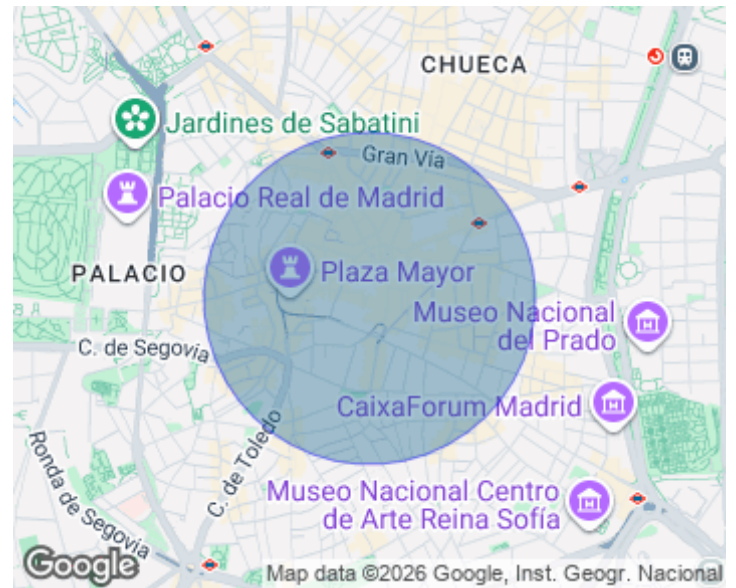 CHUECA
Jardines de Sabatini
Gran Vía
Palacio Real de Madrid
PALACIO
Plaza Mayor
Museo Nacional
del Prado
C. de Segovia
CaixaForum Madrid
C. de Toledo
Ronda de Segovia
Museo Nacional Centro
de Arte Reina Sofía
Google
Map data ©2026 Google, Inst. Geogr. Nacional